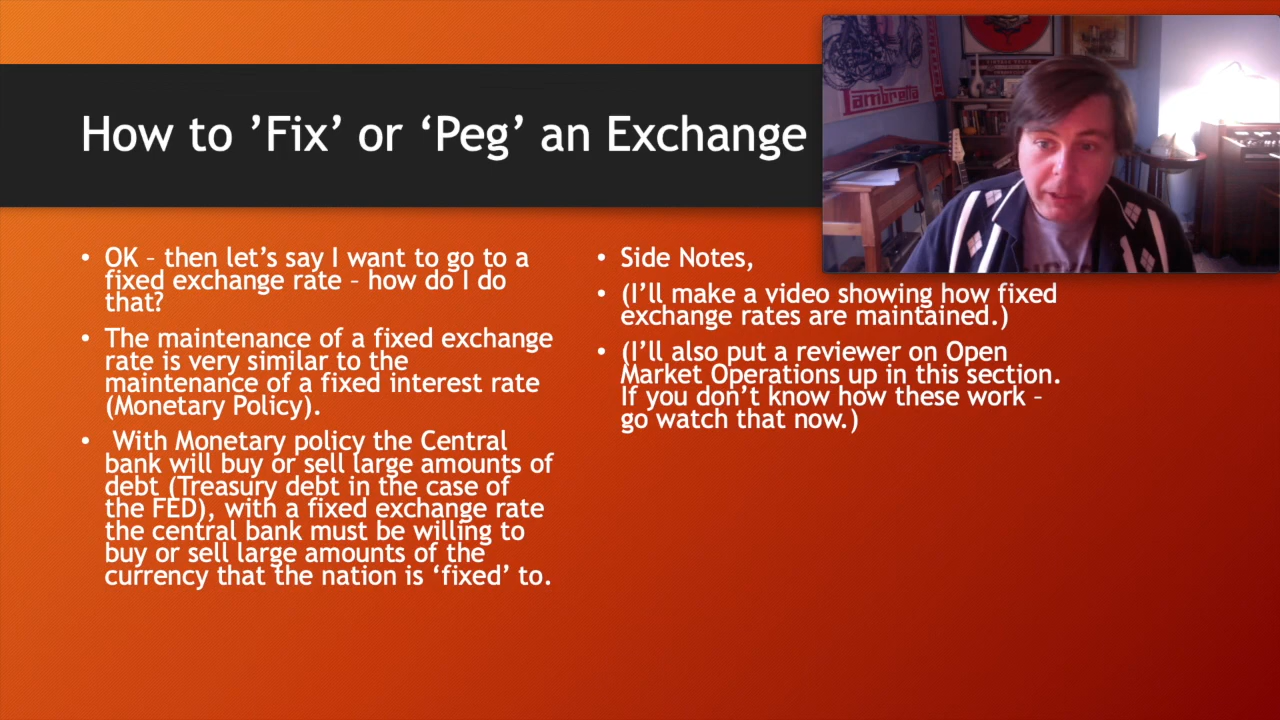 How to ’Fix’ or ‘Peg’ an Exchange
• OK – then let’s say I want to go to a
fixed exchange rate – how do I do
that?
• The maintenance of a fixed exchange
rate is very similar to the
maintenance of a fixed interest rate
(Monetary Policy).
• With Monetary policy the Central
bank will buy or sell large amounts of
debt (Treasury debt in the case of
the FED), with a fixed exchange rate
the central bank must be willing to
buy or sell large amounts of the
currency that the nation is ‘fixed’ to.
• Side Notes,
• (I’ll make a video showing how fixed
exchange rates are maintained.)
• (I’ll also put a reviewer on Open
Market Operations up in this section.
If you don’t know how these work –
go watch that now.)
Lambretta